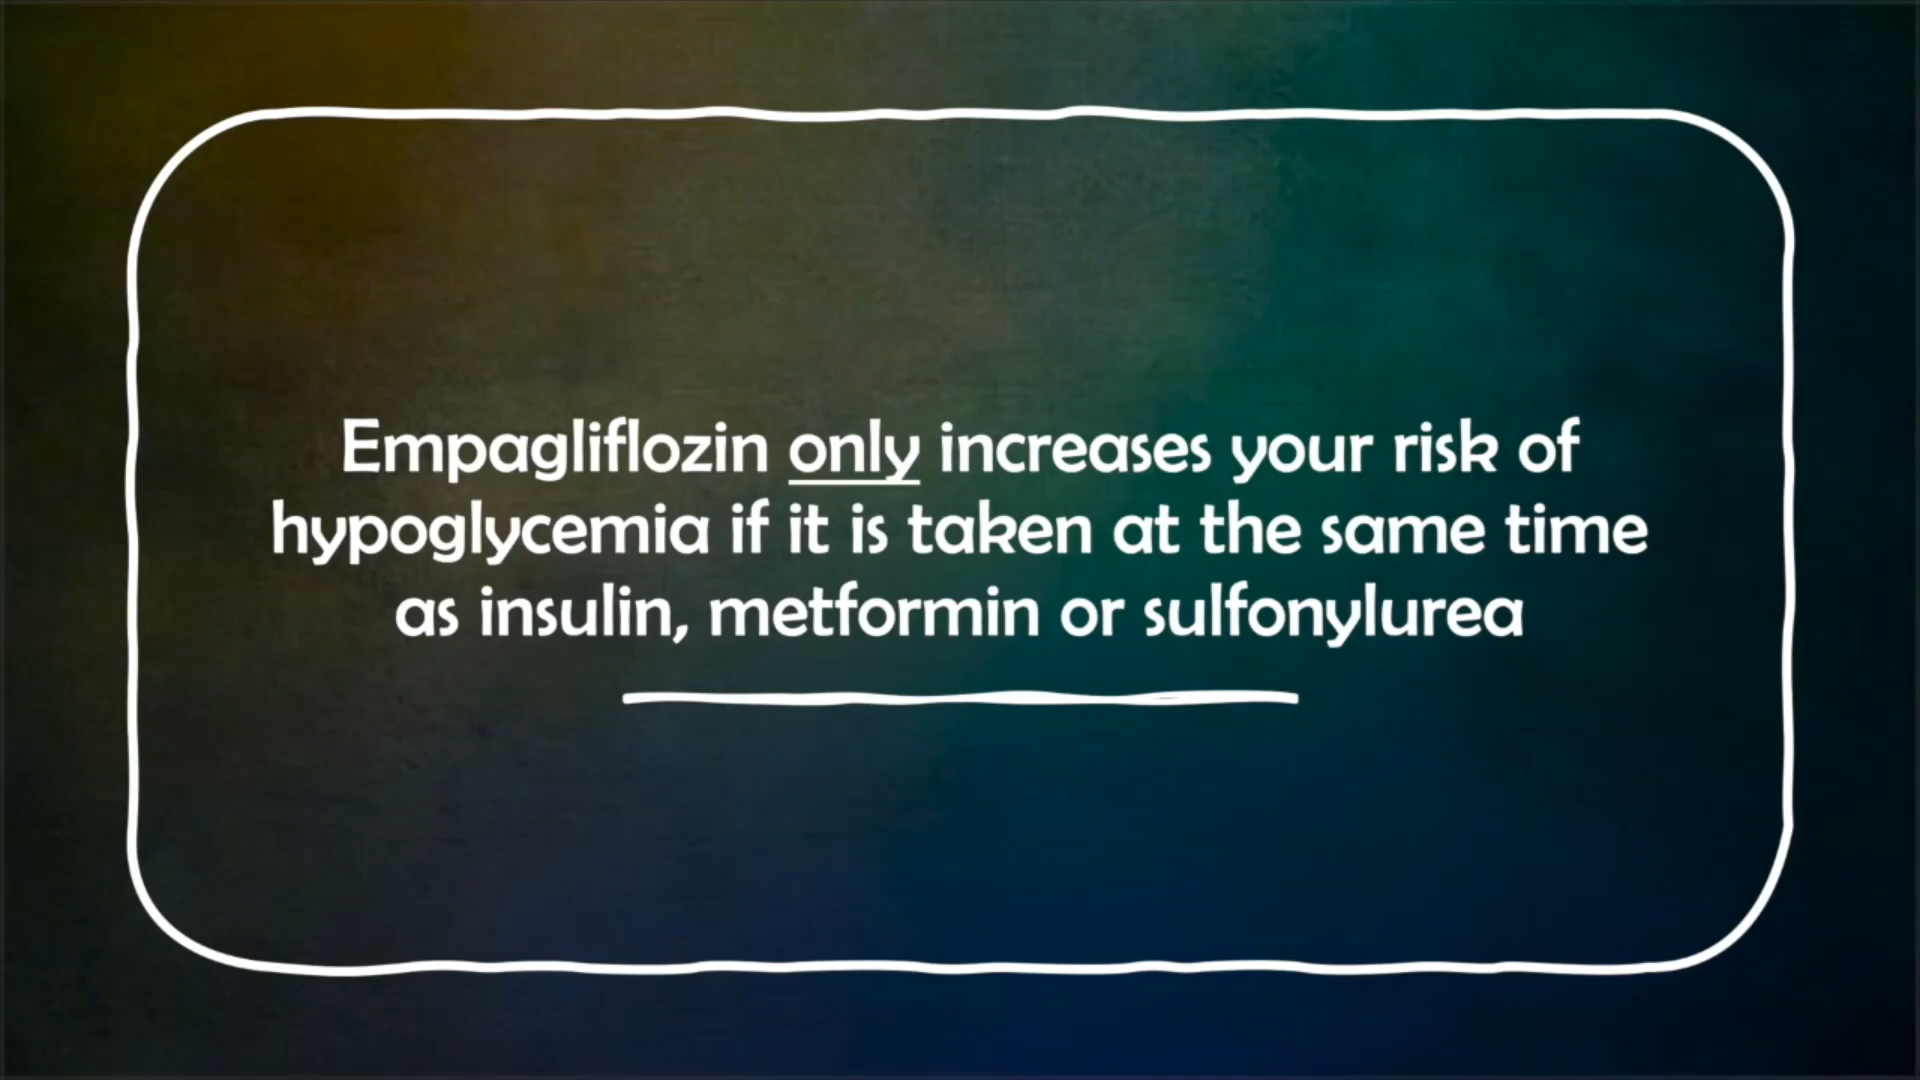 Empagliflozin only increases your risk of
hypoglycemia if it is taken at the same time
as insulin, metformin or sulfonylurea